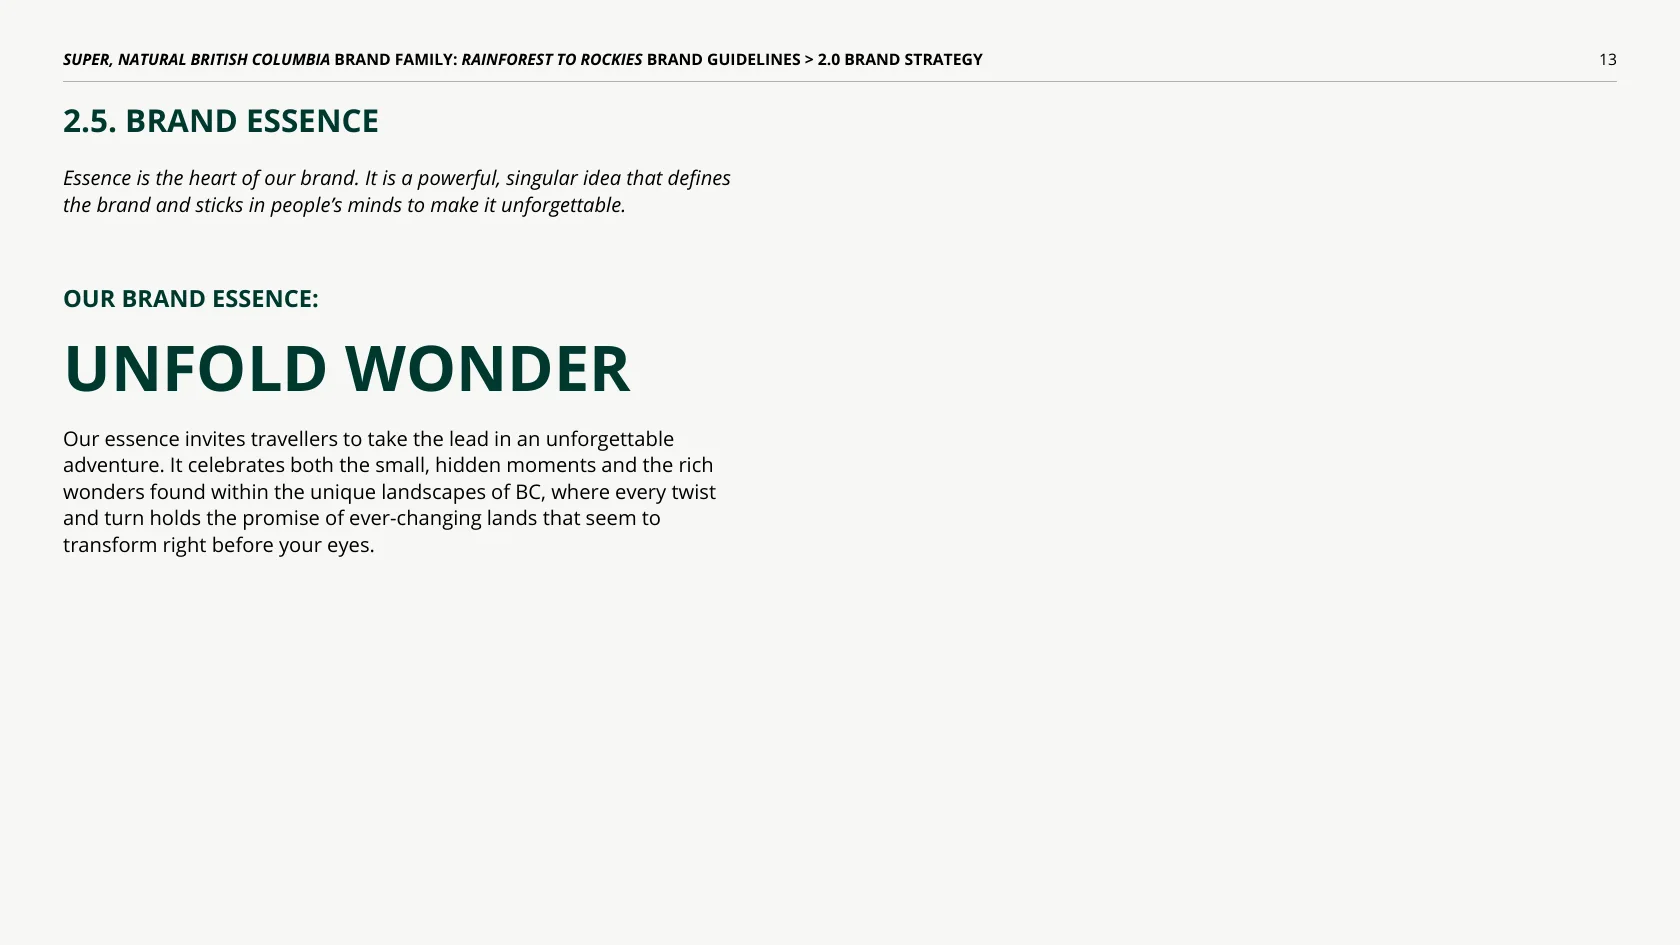 SUPER, NATURAL BRITISH COLUMBIA BRAND FAMILY: RAINFOREST TO ROCKIES BRAND GUIDELINES > 2.0 BRAND STRATEGY 13
2.5. BRAND ESSENCE
Essence is the heart of our brand. It is a powerful, singular idea that defines
the brand and sticks in people’s minds to make it unforgettable.
OUR BRAND ESSENCE:
UNFOLD WONDER
Our essence invites travellers to take the lead in an unforgettable
adventure. It celebrates both the small, hidden moments and the rich
wonders found within the unique landscapes of BC, where every twist
and turn holds the promise of ever-changing lands that seem to
transform right before your eyes.